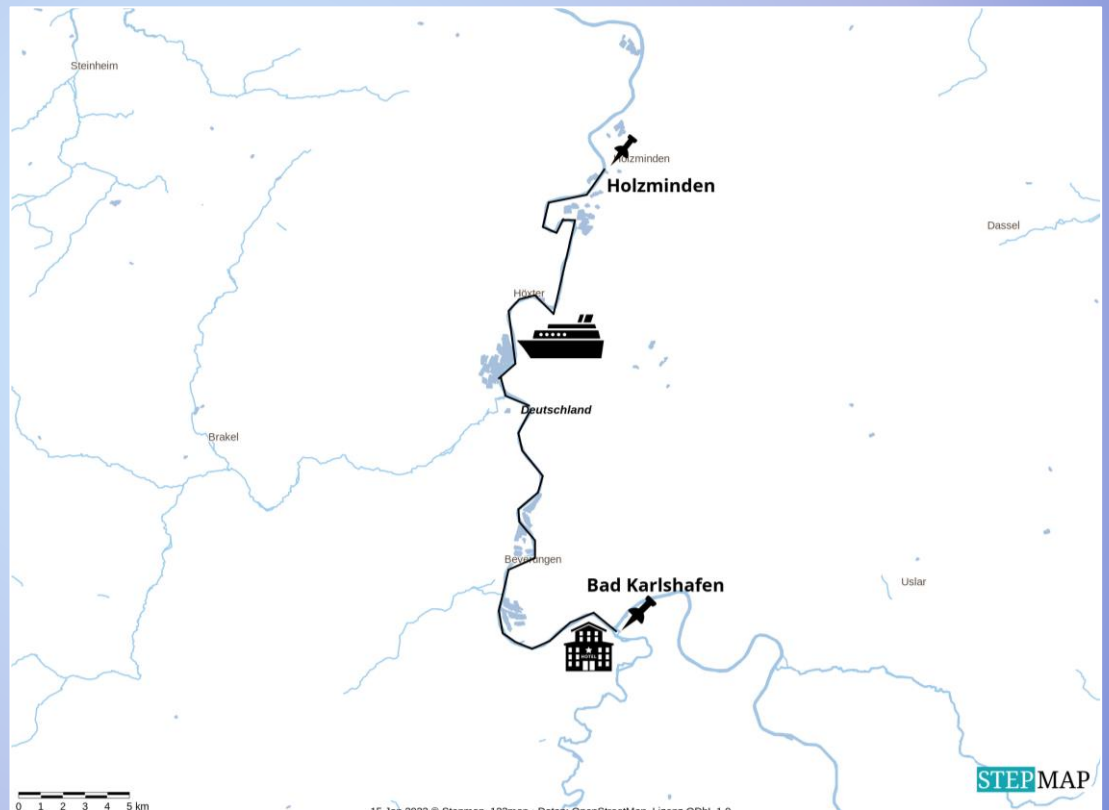 Steinheim
Holzminden
Holzminden
Dassel
Höxter
Deutschland
Brakel
Beverungen
Bad Karlshafen
Uslar
HOTEL
STEPMAP
0 1 2 3 4 5 km